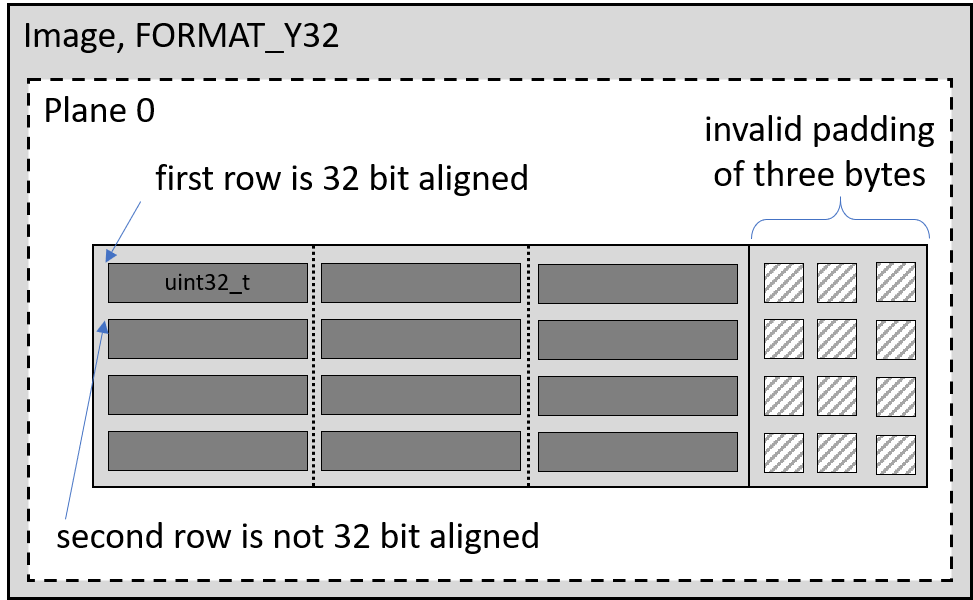 Image, FORMAT_Y32
Plane 0
invalid padding
of three bytes
first row is 32 bit aligned
uint32_t
second row is not 32 bit aligned